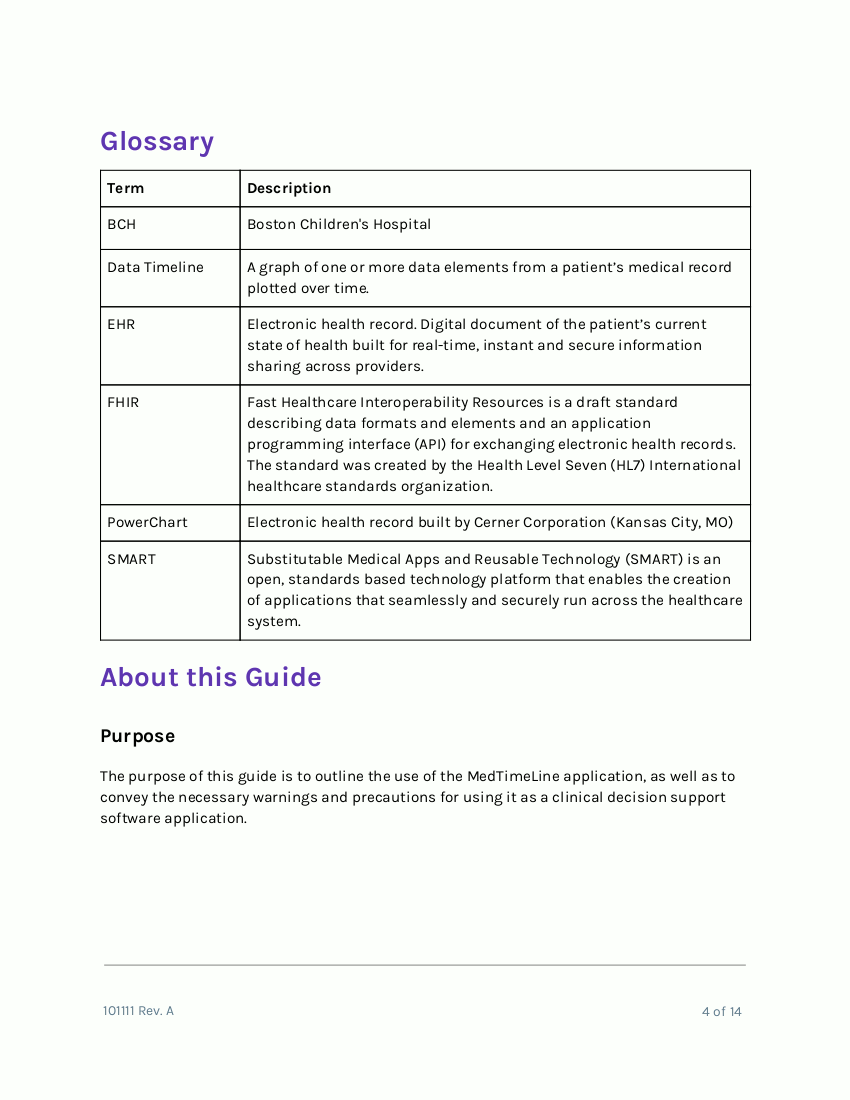 Glossary
Term Description
BCH Boston Children's Hospital
Data Timeline A graph of one or more data elements from a patient’s medical record
plotted over time.
EHR Electronic health record. Digital document of the patient’s current
state of health built for real-time, instant and secure information
sharing across providers.
FHIR Fast Healthcare Interoperability Resources is a draft standard
describing data formats and elements and an application
programming interface (API) for exchanging electronic health records.
The standard was created by the Health Level Seven (HL7) International
healthcare standards organization.
PowerChart Electronic health record built by Cerner Corporation (Kansas City, MO)
SMART Substitutable Medical Apps and Reusable Technology (SMART) is an
open, standards based technology platform that enables the creation
of applications that seamlessly and securely run across the healthcare
system.
About this Guide
Purpose
The purpose of this guide is to outline the use of the MedTimeLine application, as well as to
convey the necessary warnings and precautions for using it as a clinical decision support
software application.
101111 Rev. A 4 of 14